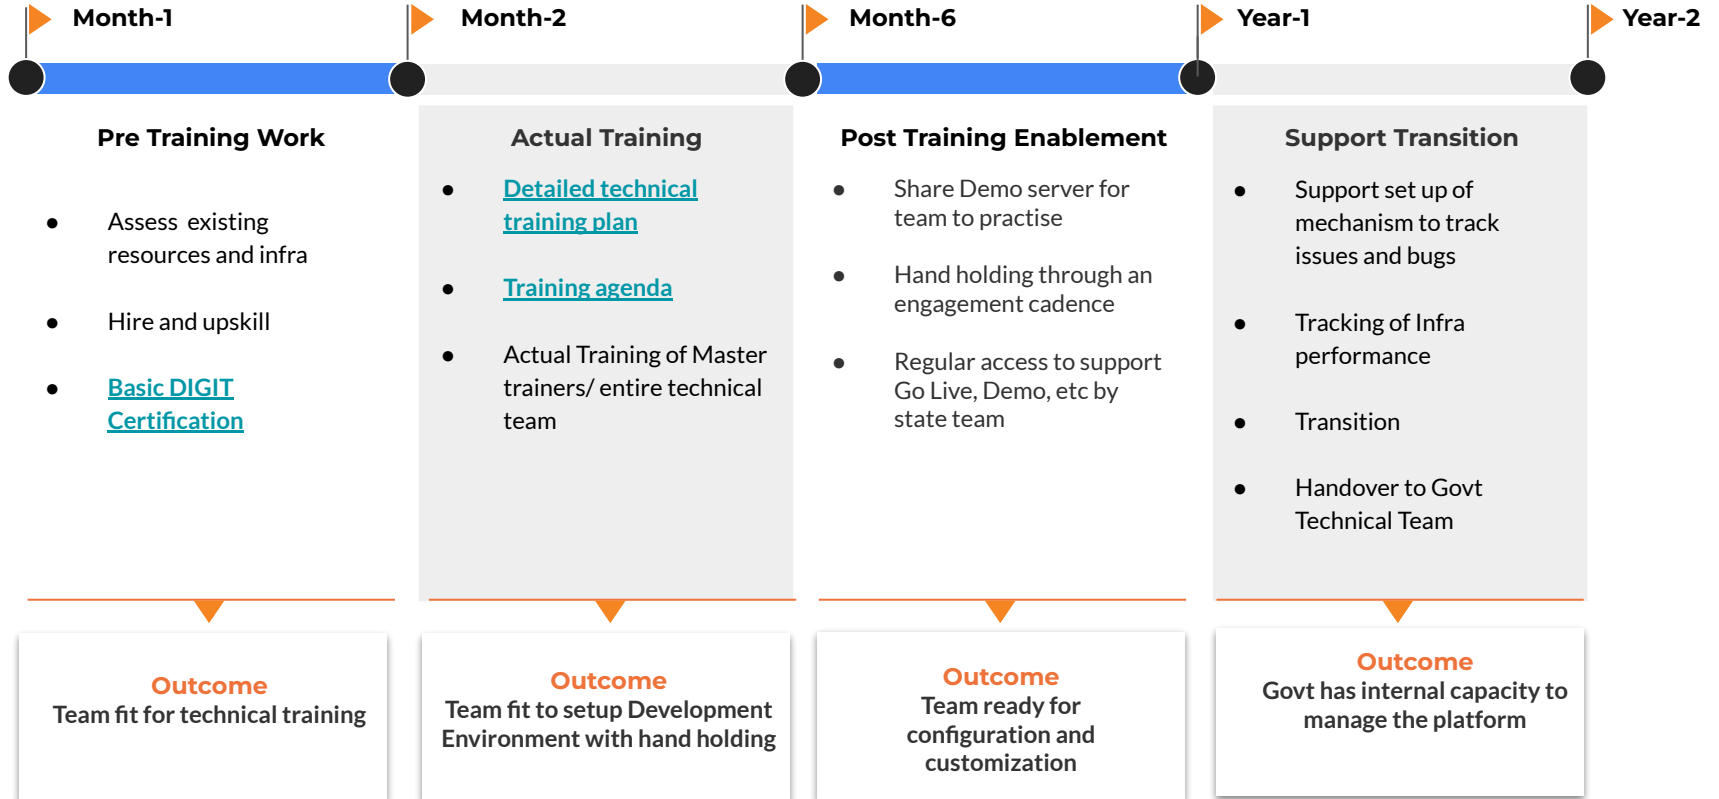 Month-1
Month-2
Month-6
Year-1
Year-2
Pre Training Work
● Assess existing
resources and infra
● Hire and upskill
● Basic DIGIT
Certification
Actual Training
● Detailed technical
training plan
● Training agenda
● Actual Training of Master
trainers/ entire technical
team
Post Training Enablement
● Share Demo server for
team to practise
● Hand holding through an
engagement cadence
● Regular access to support
Go Live, Demo, etc by
state team
Support Transition
● Support set up of
mechanism to track
issues and bugs
● Tracking of Infra
performance
● Transition
● Handover to Govt
Technical Team
Outcome
Team fit for technical training
Outcome
Team fit to setup Development
Environment with hand holding
Outcome
Team ready for
configuration and
customization
Outcome
Govt has internal capacity to
manage the platform